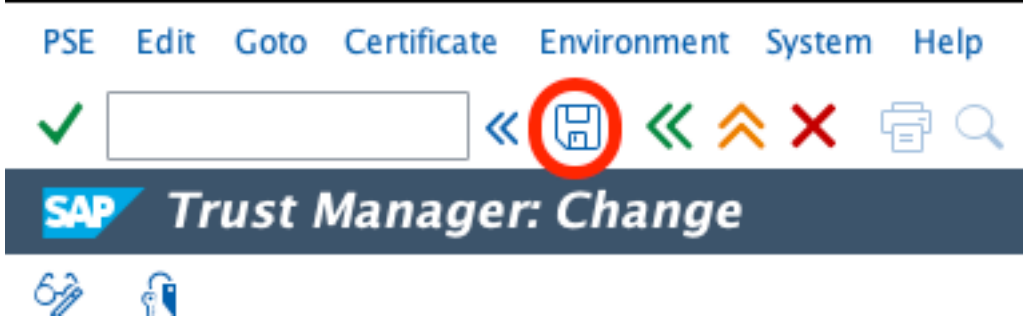 PSE Edit Goto Certificate Environment System Help
SAP Trust Manager: Change